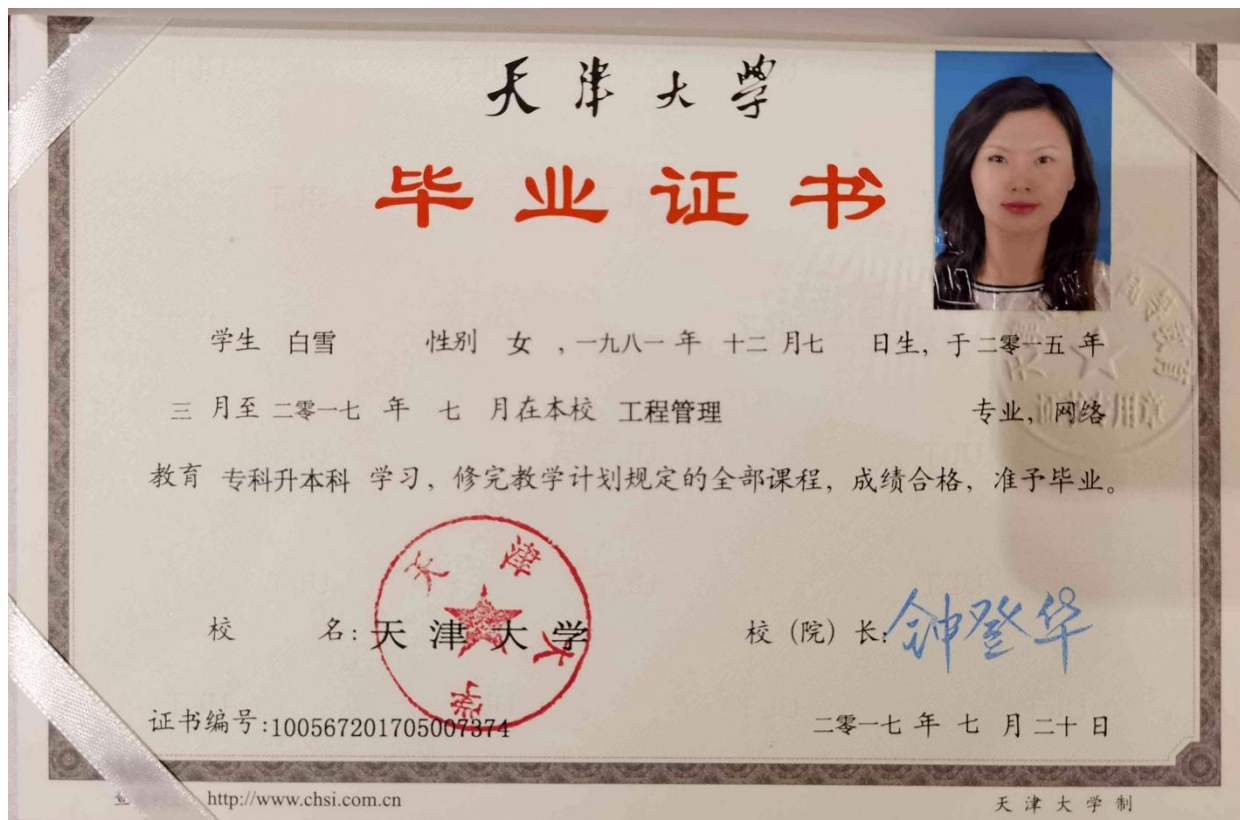 天津大学
毕业证书
学生 白雪 性别 女 ，一九八一 年 十二 月七 日生，于二零一五 年
三 月至 二零一七 年 七 月在本校 工程管理 专业，网络
教育 专科升本科 学习，修完教学计划规定的全部课程，成绩合格，准予毕业。
天津大学
校 名：天津大学
校（院）长：钟登华
证书编号：100567201705007374
二零一七 年 七 月 二十 日
http://www.chsi.com.cn
天津大学制